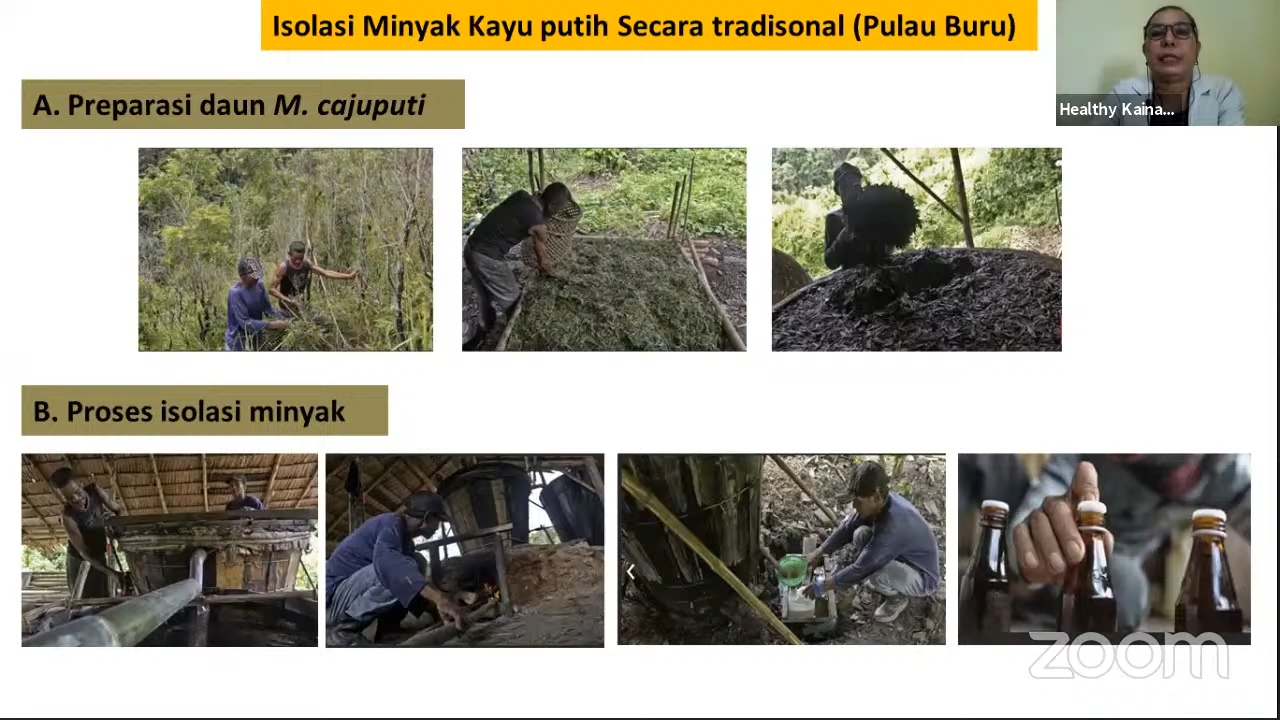 Isolasi Minyak Kayu putih Secara tradisonal (Pulau Buru)
Healthy Kaina...
A. Preparasi daun M. cajuputi
B. Proses isolasi minyak
zoom